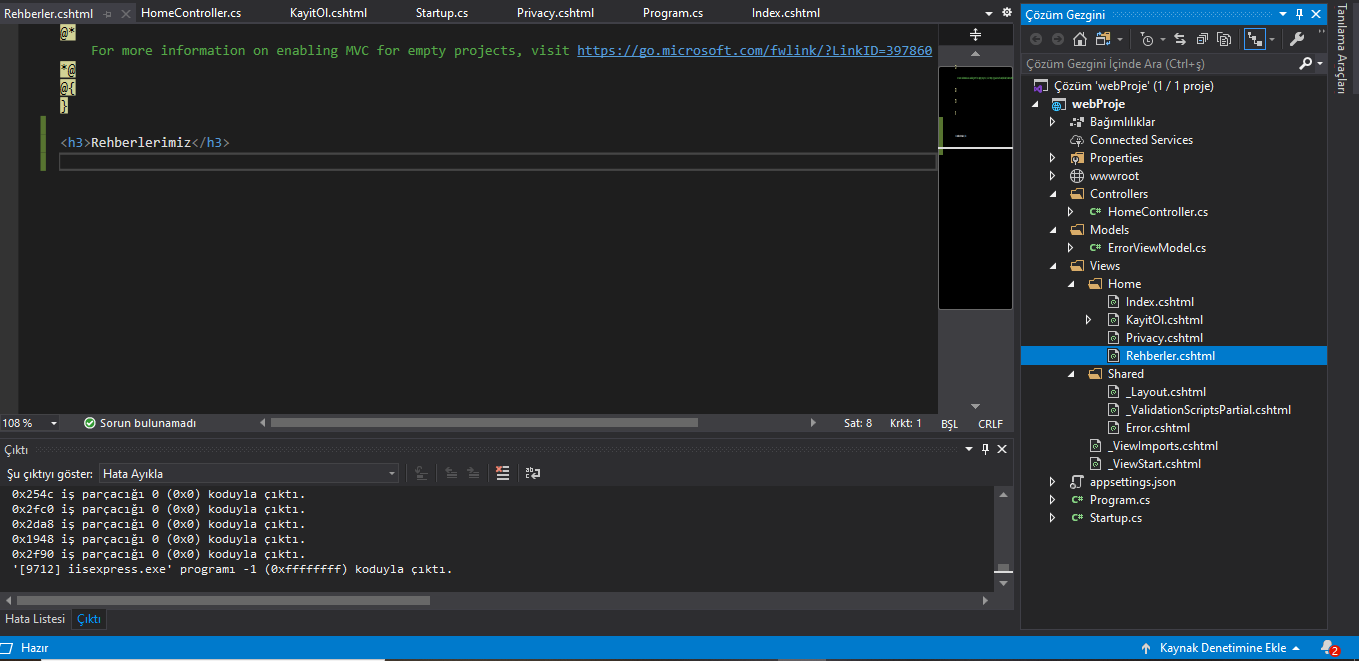 Rehberler.cshtml HomeController.cs KayitOl.cshtml Startup.cs Privacy.cshtml Program.cs Index.cshtml
@*
For more information on enabling MVC for empty projects, visit https://go.microsoft.com/fwlink/?LinkID=397860
*@
@{
}
<h3>Rehberlerimiz</h3>
108 % Sorun bulunamadı Sat: 8 Krkt: 1 BŞL CRLF
Çıktı
Şu çıktıyı göster: Hata Ayıkla
0x254c iş parçacığı 0 (0x0) koduyla çıktı.
0x2fc0 iş parçacığı 0 (0x0) koduyla çıktı.
0x2da8 iş parçacığı 0 (0x0) koduyla çıktı.
0x1948 iş parçacığı 0 (0x0) koduyla çıktı.
0x2f90 iş parçacığı 0 (0x0) koduyla çıktı.
'[9712] iisexpress.exe' programı -1 (0xffffffff) koduyla çıktı.
Hata Listesi Çıktı
Çözüm Gezgini
Çözüm Gezgini İçinde Ara (Ctrl+ş)
Çözüm 'webProje' (1 / 1 proje)
webProje
Bağımlılıklar
Connected Services
Properties
wwwroot
Controllers
C# HomeController.cs
Models
C# ErrorViewModel.cs
Views
Home
Index.cshtml
KayitOl.cshtml
Privacy.cshtml
Rehberler.cshtml
Shared
_Layout.cshtml
_ValidationScriptsPartial.cshtml
Error.cshtml
_ViewImports.cshtml
_ViewStart.cshtml
appsettings.json
C# Program.cs
C# Startup.cs
Tanılama Araçları
Hazır Kaynak Denetimine Ekle 2